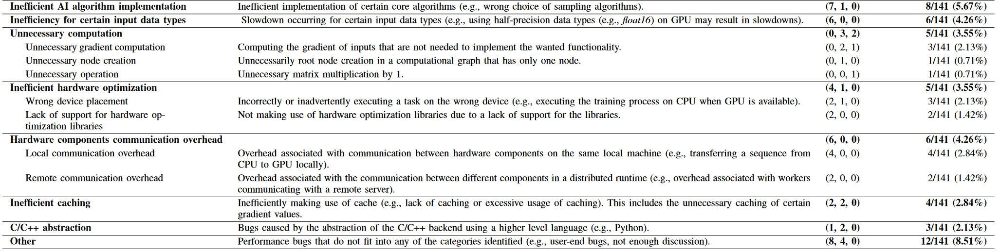 Inefficient AI algorithm implementation Inefficient implementation of certain core algorithms (e.g., wrong choice of sampling algorithms). (7, 1, 0) 8/141 (5.67%)
Inefficiency for certain input data types Slowdown occurring for certain input data types (e.g., using half-precision data types (e.g., float16) on GPU may result in slowdowns). (6, 0, 0) 6/141 (4.26%)
Unnecessary computation (0, 3, 2) 5/141 (3.55%)
Unnecessary gradient computation Computing the gradient of inputs that are not needed to implement the wanted functionality. (0, 2, 1) 3/141 (2.13%)
Unnecessary node creation Unnecessarily root node creation in a computational graph that has only one node. (0, 1, 0) 1/141 (0.71%)
Unnecessary operation Unnecessary matrix multiplication by 1. (0, 0, 1) 1/141 (0.71%)
Inefficient hardware optimization (4, 1, 0) 5/141 (3.55%)
Wrong device placement Incorrectly or inadvertently executing a task on the wrong device (e.g., executing the training process on CPU when GPU is available). (2, 1, 0) 3/141 (2.13%)
Lack of support for hardware op- Not making use of hardware optimization libraries due to a lack of support for the libraries. (2, 0, 0) 2/141 (1.42%)
timization libraries
Hardware components communication overhead (6, 0, 0) 6/141 (4.26%)
Local communication overhead Overhead associated with communication between hardware components on the same local machine (e.g., transferring a sequence from (4, 0, 0) 4/141 (2.84%)
CPU to GPU locally).
Remote communication overhead Overhead associated with the communication between different components in a distributed runtime (e.g., overhead associated with workers (2, 0, 0) 2/141 (1.42%)
communicating with a remote server).
Inefficient caching Inefficiently making use of cache (e.g., lack of caching or excessive usage of caching). This includes the unnecessary caching of certain (2, 2, 0) 4/141 (2.84%)
gradient values.
C/C++ abstraction Bugs caused by the abstraction of the C/C++ backend using a higher level language (e.g., Python). (1, 2, 0) 3/141 (2.13%)
Other Performance bugs that do not fit into any of the categories identified (e.g., user-end bugs, not enough discussion). (8, 4, 0) 12/141 (8.51%)